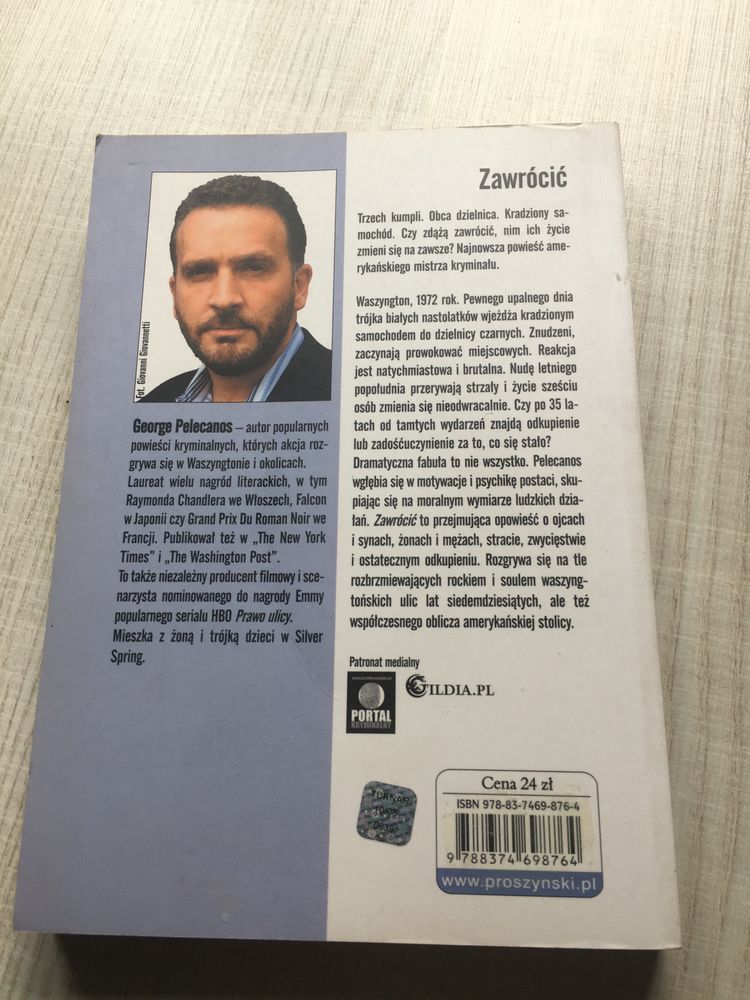 Fot. Giovanni Giovannetti
George Pelecanos – autor popularnych
powieści kryminalnych, których akcja roz-
grywa się w Waszyngtonie i okolicach.
Laureat wielu nagród literackich, w tym
Raymonda Chandlera we Włoszech, Falcon
w Japonii czy Grand Prix Du Roman Noir we
Francji. Publikował też w „The New York
Times” i „The Washington Post”.
To także niezależny producent filmowy i sce-
narzysta nominowanego do nagrody Emmy
popularnego serialu HBO Prawo ulicy.
Mieszka z żoną i trójką dzieci w Silver
Spring.
Zawrócić
Trzech kumpli. Obca dzielnica. Kradziony sa-
mochód. Czy zdążą zawrócić, nim ich życie
zmieni się na zawsze? Najnowsza powieść ame-
rykańskiego mistrza kryminału.
Waszyngton, 1972 rok. Pewnego upalnego dnia
trójka białych nastolatków wjeżdża kradzionym
samochodem do dzielnicy czarnych. Znudzeni,
zaczynają prowokować miejscowych. Reakcja
jest natychmiastowa i brutalna. Nudę letniego
popołudnia przerywają strzały i życie sześciu
osób zmienia się nieodwracalnie. Czy po 35 la-
tach od tamtych wydarzeń znajdą odkupienie
lub zadośćuczynienie za to, co się stało?
Dramatyczna fabuła to nie wszystko. Pelecanos
wgłębia się w motywacje i psychikę postaci, sku-
piając się na moralnym wymiarze ludzkich dzia-
łań. Zawrócić to przejmująca opowieść o ojcach
i synach, żonach i mężach, stracie, zwycięstwie
i ostatecznym odkupieniu. Rozgrywa się na tle
rozbrzmiewających rockiem i soulem waszyng-
tońskich ulic lat siedemdziesiątych, ale też
współczesnego oblicza amerykańskiej stolicy.
Patronat medialny
PORTAL
KRYMINALNY
GILDIA.PL
Cena 24 zł
ISBN 978-83-7469-876-4
9 788374 698764
www.proszynski.pl